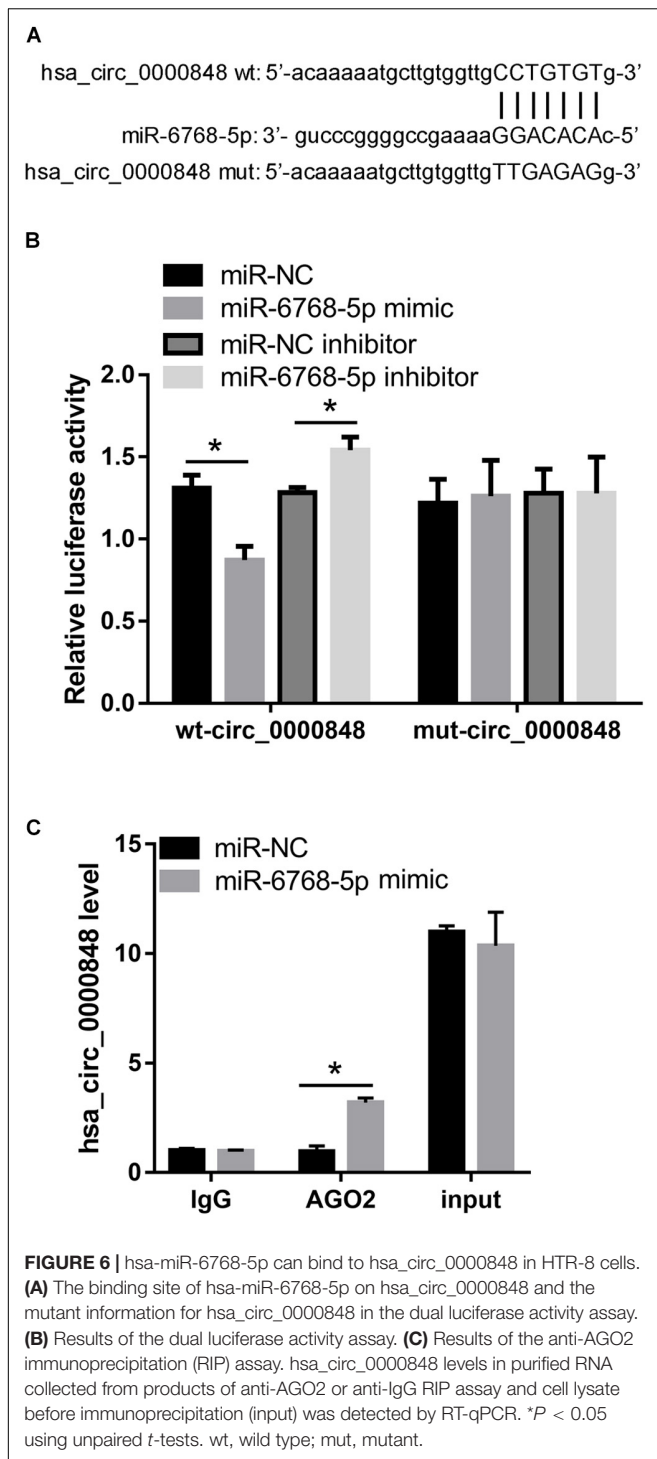 A
hsa_circ_0000848 wt: 5’-acaaaaatgcttgtggttgCCTGTGTg-3’
miR-6768-5p: 3’- gucccggggccgaaaaGGACACAc-5’
hsa_circ_0000848 mut: 5’-acaaaaatgcttgtggttgTTGAGAGg-3’
B
miR-NC
miR-6768-5p mimic
miR-NC inhibitor
miR-6768-5p inhibitor
Relative luciferase activity
2.0
1.5
1.0
0.5
0.0
*
*
wt-circ_0000848
mut-circ_0000848
C
miR-NC
miR-6768-5p mimic
hsa_circ_0000848 level
15
10
5
0
*
IgG
AGO2
input
FIGURE 6 | hsa-miR-6768-5p can bind to hsa_circ_0000848 in HTR-8 cells.
(A) The binding site of hsa-miR-6768-5p on hsa_circ_0000848 and the
mutant information for hsa_circ_0000848 in the dual luciferase activity assay.
(B) Results of the dual luciferase activity assay. (C) Results of the anti-AGO2
immunoprecipitation (RIP) assay. hsa_circ_0000848 levels in purified RNA
collected from products of anti-AGO2 or anti-IgG RIP assay and cell lysate
before immunoprecipitation (input) was detected by RT-qPCR. *P < 0.05
using unpaired t-tests. wt, wild type; mut, mutant.